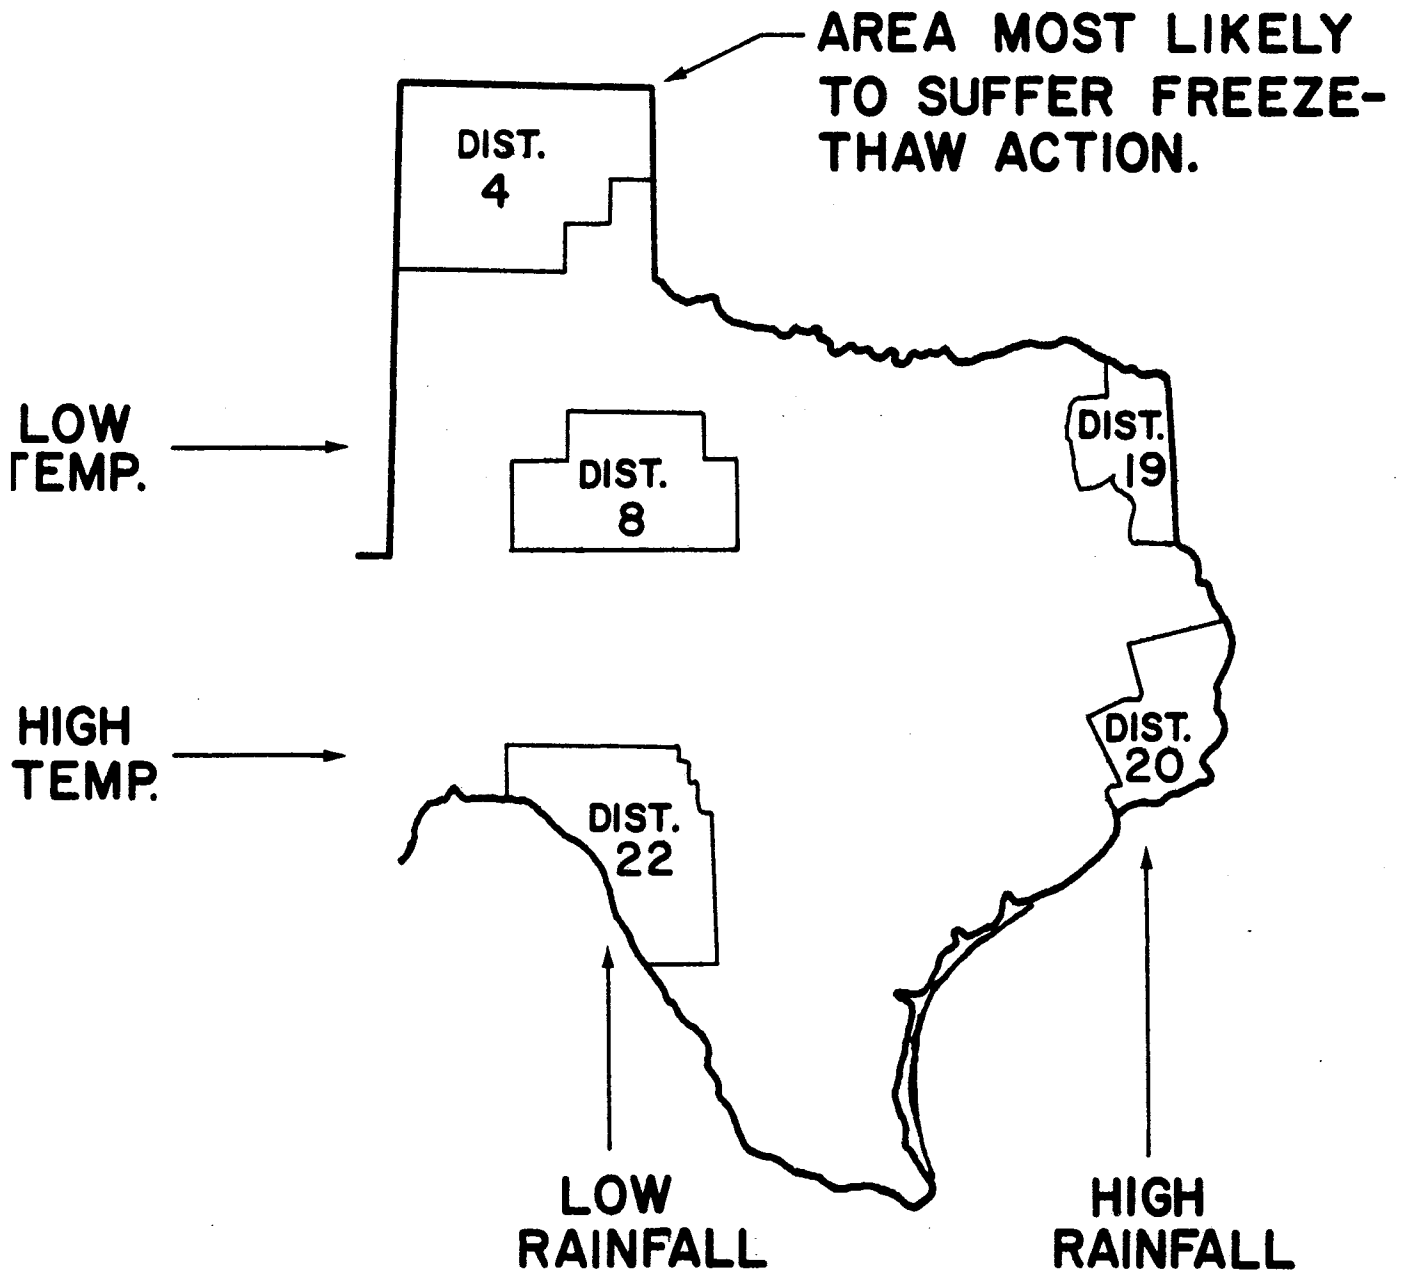 AREA MOST LIKELY
TO SUFFER FREEZE-
THAW ACTION.
DIST.
4
LOW
TEMP.
DIST.
8
DIST.
19
HIGH
TEMP.
DIST.
20
DIST.
22
LOW
RAINFALL
HIGH
RAINFALL